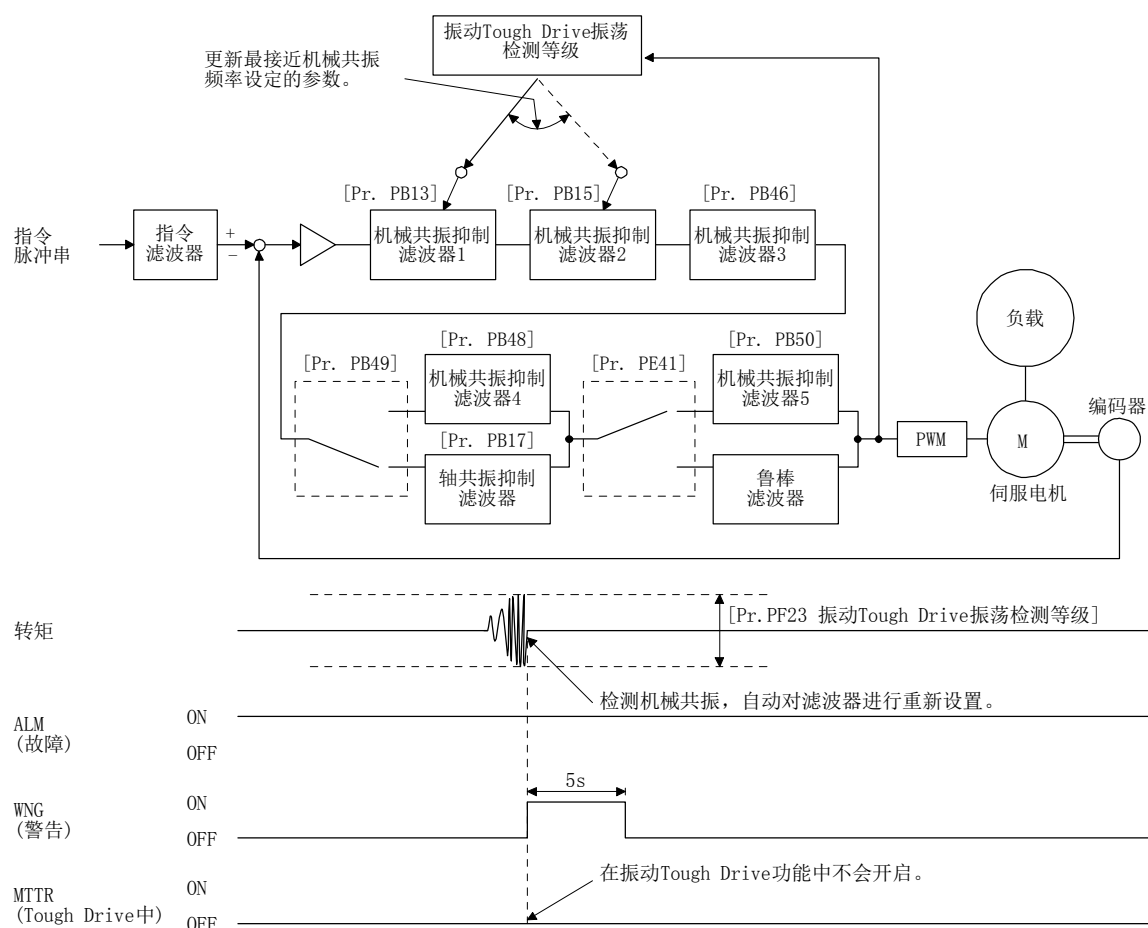 振动Tough Drive振荡
检测等级
更新最接近机械共振
频率设定的参数。
[Pr. PB13]
[Pr. PB15]
[Pr. PB46]
指令
脉冲串
指令
滤波器
+
-
机械共振抑制
滤波器1
机械共振抑制
滤波器2
机械共振抑制
滤波器3
负载
[Pr. PB48]
[Pr. PB50]
[Pr. PB49]
[Pr. PE41]
机械共振抑制
滤波器4
机械共振抑制
滤波器5
编码器
[Pr. PB17]
PWM
M
轴共振抑制
滤波器
鲁棒
滤波器
伺服电机
转矩
[Pr.PF23 振动Tough Drive振荡检测等级]
检测机械共振，自动对滤波器进行重新设置。
ALM
(故障)
ON
OFF
5s
WNG
(警告)
ON
OFF
在振动Tough Drive功能中不会开启。
MTTR
(Tough Drive中)
ON
OFF